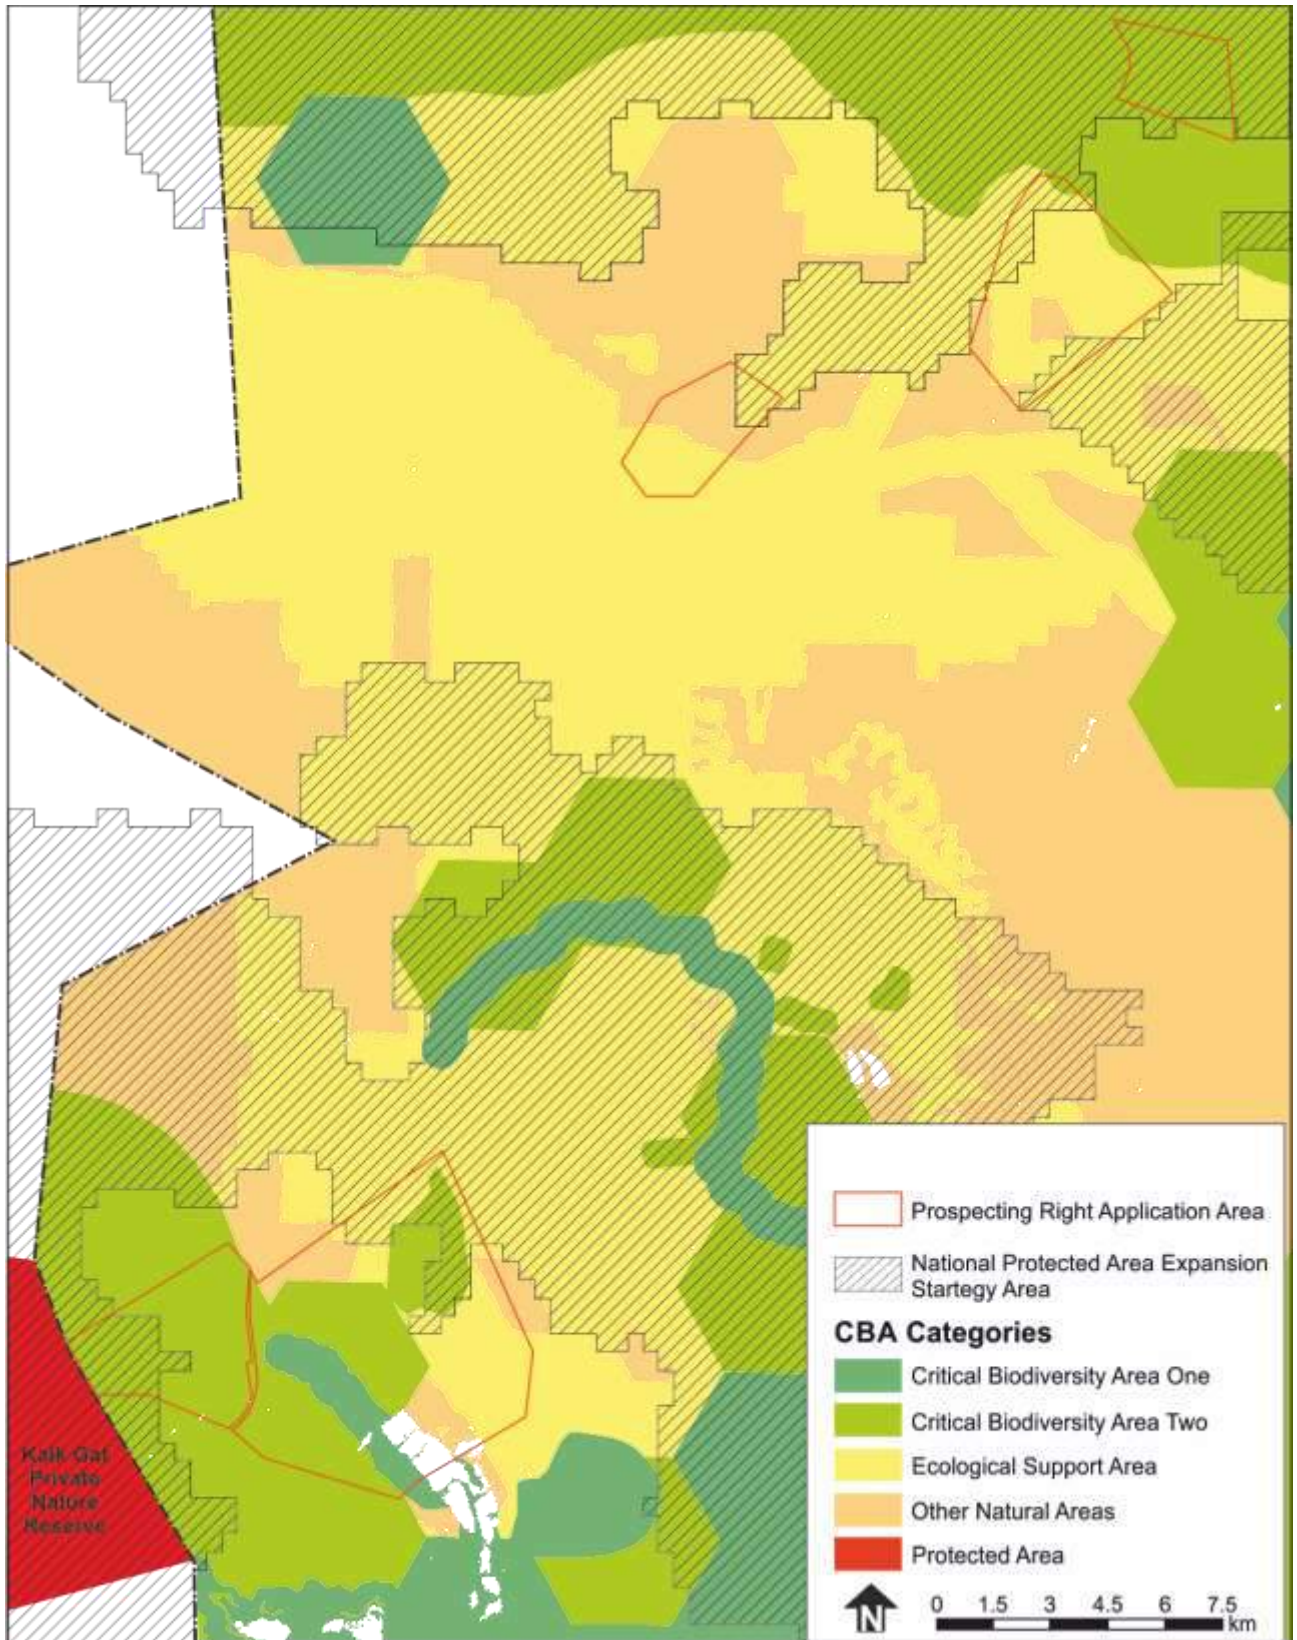 Kalk Gat
Private
Nature
Reserve
Prospecting Right Application Area
National Protected Area Expansion
Startegy Area
CBA Categories
Critical Biodiversity Area One
Critical Biodiversity Area Two
Ecological Support Area
Other Natural Areas
Protected Area
N
0 1.5 3 4.5 6 7.5
km